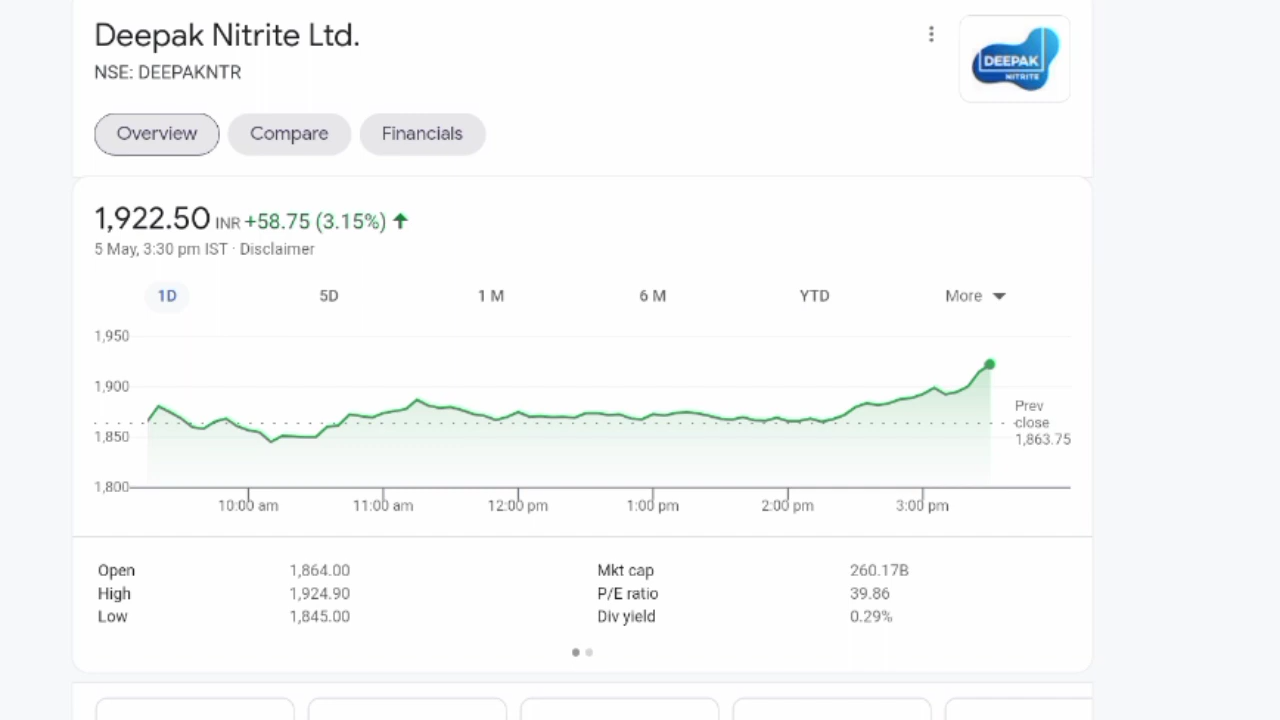 Deepak Nitrite Ltd.
NSE: DEEPAKNTR
DEEPAK
NITRITE
Overview Compare Financials
1,922.50 INR +58.75 (3.15%)
5 May, 3:30 pm IST · Disclaimer
1D 5D 1 M 6 M YTD More
1,950
1,900
1,850
1,800
Prev
close
1,863.75
10:00 am 11:00 am 12:00 pm 1:00 pm 2:00 pm 3:00 pm
Open 1,864.00 Mkt cap 260.17B
High 1,924.90 P/E ratio 39.86
Low 1,845.00 Div yield 0.29%